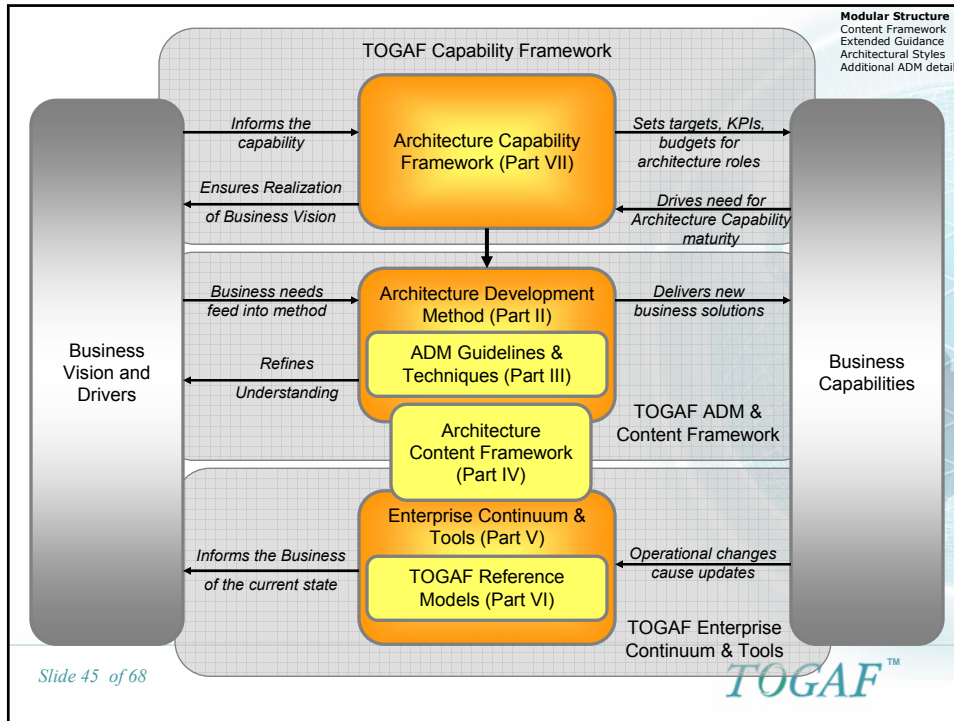 Modular Structure
Content Framework
Extended Guidance
Architectural Styles
Additional ADM detail
TOGAF Capability Framework
Informs the
capability
Ensures Realization
of Business Vision
Architecture Capability
Framework (Part VII)
Sets targets, KPIs,
budgets for
architecture roles
Drives need for
Architecture Capability
maturity
Business needs
feed into method
Refines
Understanding
Architecture Development
Method (Part II)
ADM Guidelines &
Techniques (Part III)
Delivers new
business solutions
Business
Vision and
Drivers
Business
Capabilities
TOGAF ADM &
Content Framework
Architecture
Content Framework
(Part IV)
Enterprise Continuum &
Tools (Part V)
TOGAF Reference
Models (Part VI)
Informs the Business
of the current state
Operational changes
cause updates
TOGAF Enterprise
Continuum & Tools
Slide 45 of 68
TOGAF ™